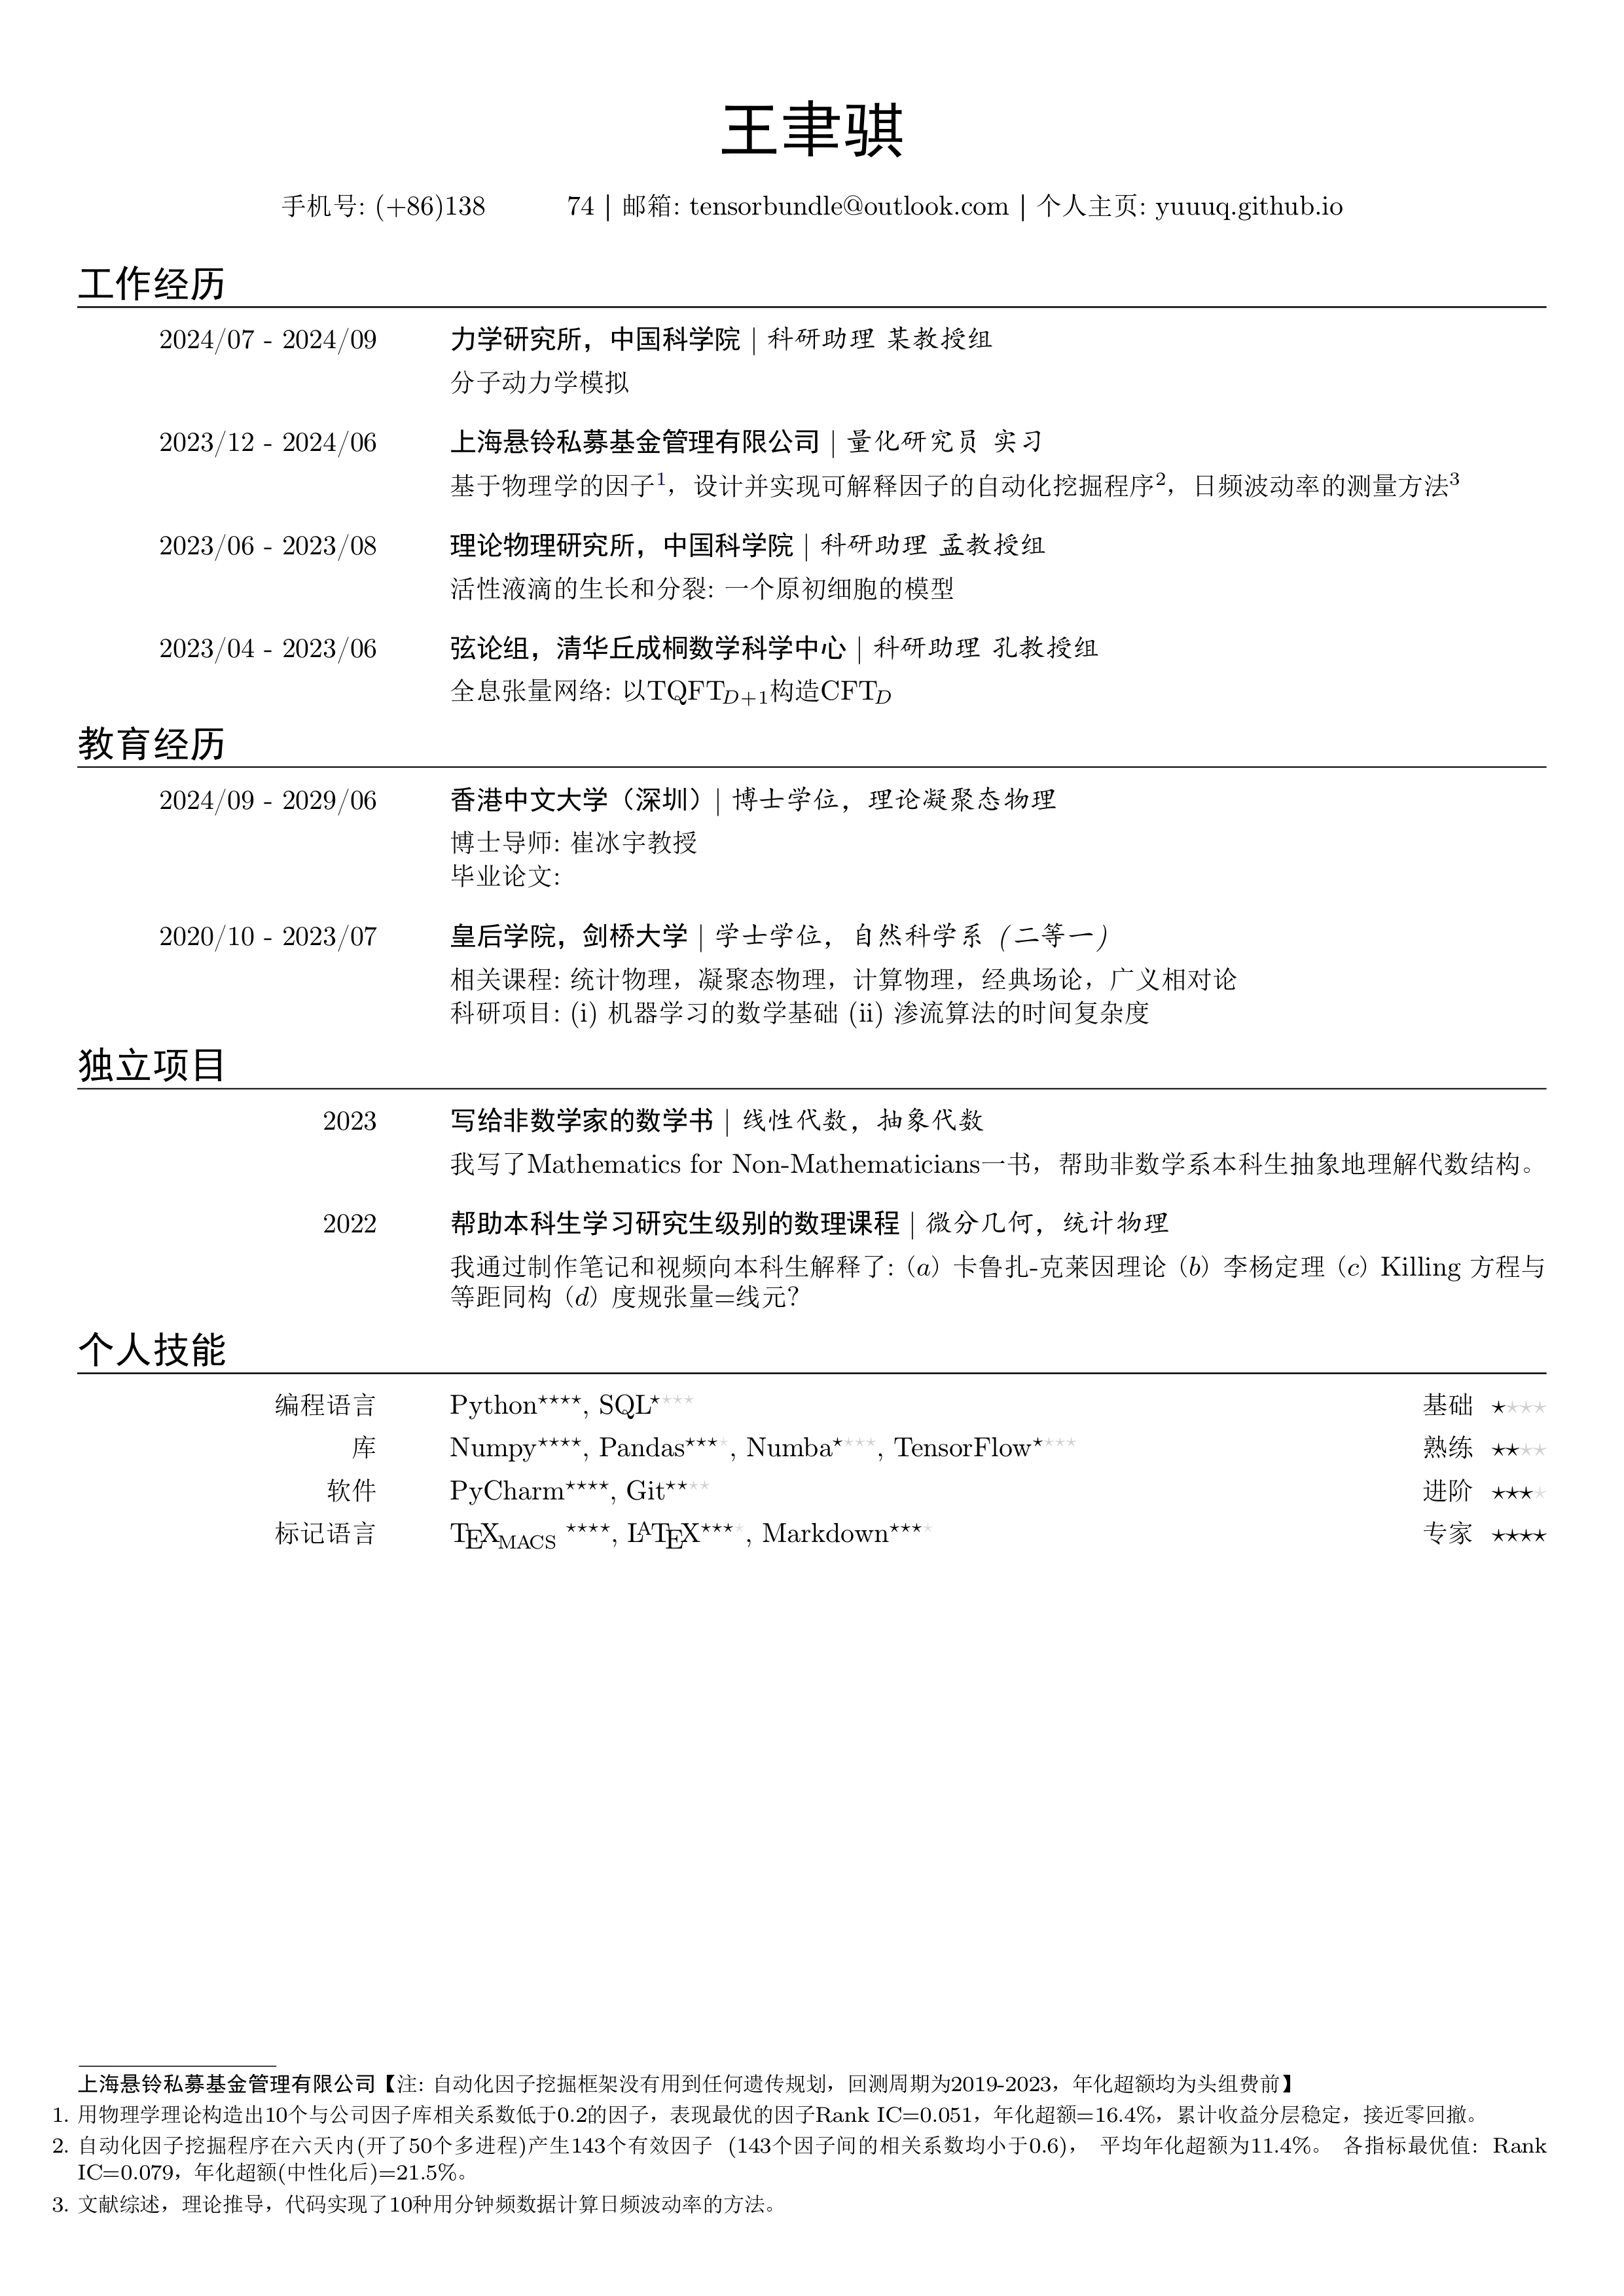 王聿骐
手机号: (+86)138 74 | 邮箱: tensorbundle@outlook.com | 个人主页: yuuuq.github.io
工作经历
2024/07 - 2024/09 力学研究所，中国科学院 | 科研助理 某教授组
分子动力学模拟
2023/12 - 2024/06 上海悬铃私募基金管理有限公司 | 量化研究员 实习
基于物理学的因子1，设计并实现可解释因子的自动化挖掘程序2，日频波动率的测量方法3
2023/06 - 2023/08 理论物理研究所，中国科学院 | 科研助理 孟教授组
活性液滴的生长和分裂: 一个原初细胞的模型
2023/04 - 2023/06 弦论组，清华丘成桐数学科学中心 | 科研助理 孔教授组
全息张量网络: 以TQFTD+1构造CFTD
教育经历
2024/09 - 2029/06 香港中文大学（深圳）| 博士学位，理论凝聚态物理
博士导师: 崔冰宇教授
毕业论文:
2020/10 - 2023/07 皇后学院，剑桥大学 | 学士学位，自然科学系（二等一）
相关课程: 统计物理，凝聚态物理，计算物理，经典场论，广义相对论
科研项目: (i) 机器学习的数学基础 (ii) 渗流算法的时间复杂度
独立项目
2023 写给非数学家的数学书 | 线性代数，抽象代数
我写了Mathematics for Non-Mathematicians一书，帮助非数学系本科生抽象地理解代数结构。
2022 帮助本科生学习研究生级别的数理课程 | 微分几何，统计物理
我通过制作笔记和视频向本科生解释了:（a）卡鲁扎-克莱因理论（b）李杨定理（c）Killing 方程与
等距同构（d）度规张量=线元?
个人技能
编程语言 Python★★★★, SQL★☆☆☆ 基础 ★☆☆☆
库 Numpy★★★★, Pandas★★★☆, Numba★☆☆☆, TensorFlow★☆☆☆ 熟练 ★★☆☆
软件 PyCharm★★★★, Git★★☆☆ 进阶 ★★★☆
标记语言 TEXMACS ★★★★, LATEX★★★☆, Markdown★★★☆ 专家 ★★★★
上海悬铃私募基金管理有限公司【注: 自动化因子挖掘框架没有用到任何遗传规划，回测周期为2019-2023，年化超额均为头组费前】
1. 用物理学理论构造出10个与公司因子库相关系数低于0.2的因子，表现最优的因子Rank IC=0.051，年化超额=16.4%，累计收益分层稳定，接近零回撤。
2. 自动化因子挖掘程序在六天内(开了50个多进程)产生143个有效因子 (143个因子间的相关系数均小于0.6)， 平均年化超额为11.4%。 各指标最优值: Rank
IC=0.079，年化超额(中性化后)=21.5%。
3. 文献综述，理论推导，代码实现了10种用分钟频数据计算日频波动率的方法。